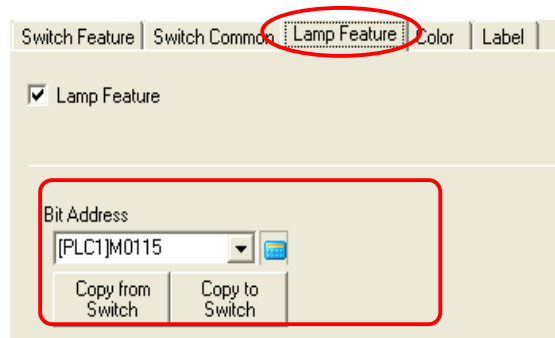 Switch Feature Switch Common Lamp Feature Color Label
Lamp Feature
Bit Address
[PLC1]M0115
Copy from Copy to
Switch Switch